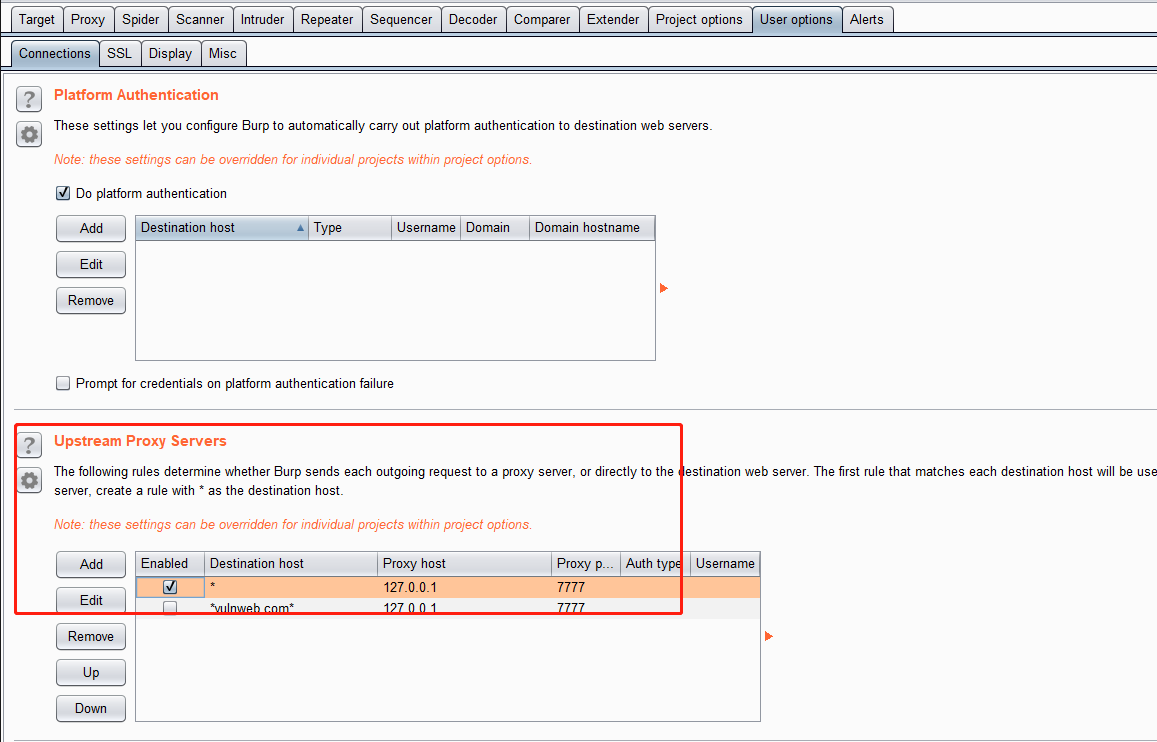 Target Proxy Spider Scanner Intruder Repeater Sequencer Decoder Comparer Extender Project options User options Alerts
Connections SSL Display Misc
? Platform Authentication
These settings let you configure Burp to automatically carry out platform authentication to destination web servers.
Note: these settings can be overridden for individual projects within project options.
Do platform authentication
Add Destination host Type Username Domain Domain hostname
Edit
Remove
Prompt for credentials on platform authentication failure
? Upstream Proxy Servers
The following rules determine whether Burp sends each outgoing request to a proxy server, or directly to the destination web server. The first rule that matches each destination host will be use
server, create a rule with * as the destination host.
Note: these settings can be overridden for individual projects within project options.
Add Enabled Destination host Proxy host Proxy p... Auth type Username
* 127.0.0.1 7777
Edit
*vulnweb.com* 127.0.0.1 7777
Remove
Up
Down